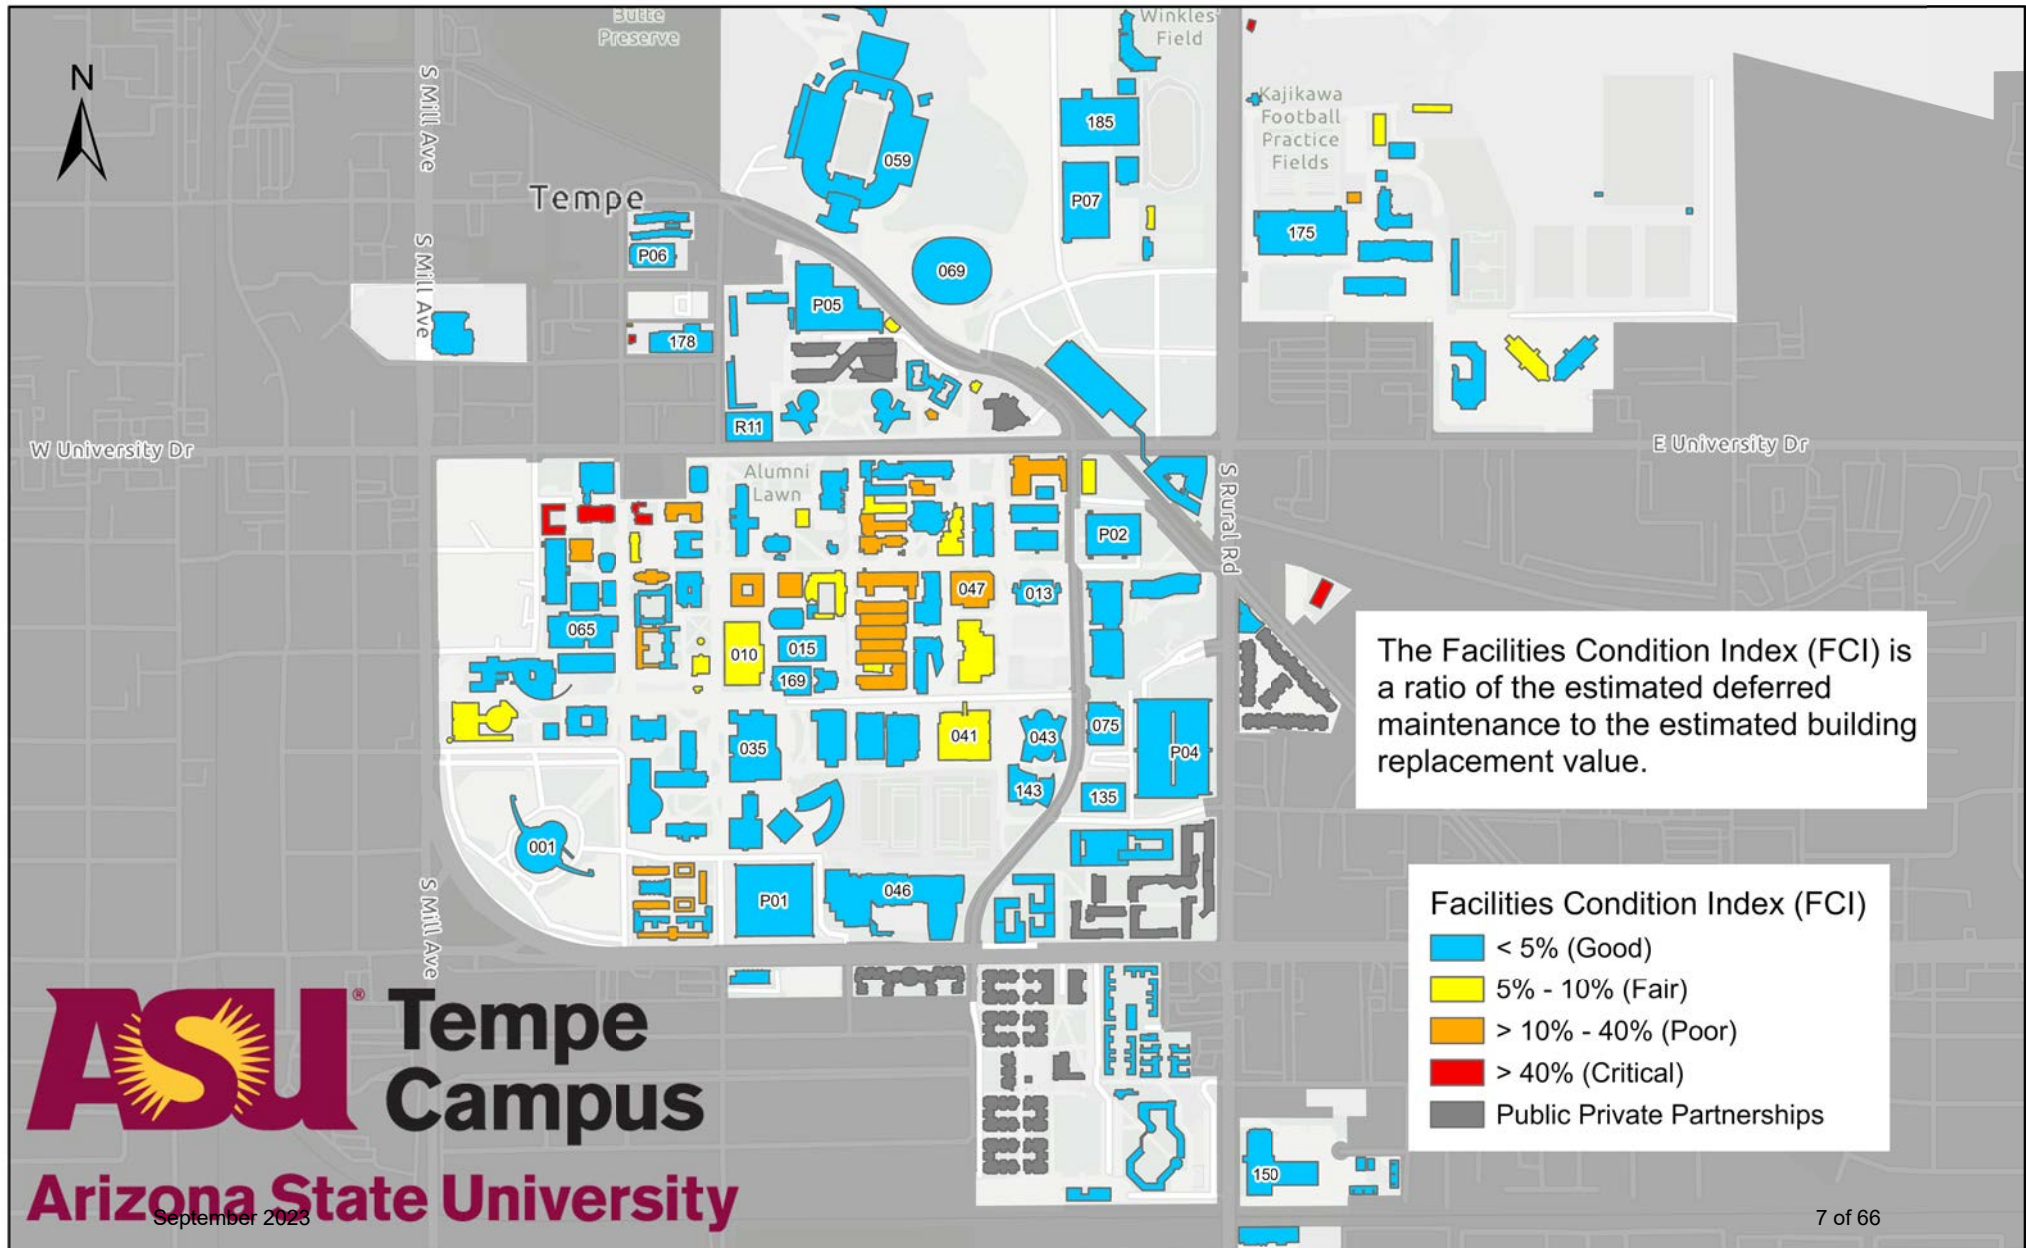 Butte
Preserve
Winkles'
Field
N
S Mill Ave
Kajikawa
Football
Practice
Fields
185
059
Tempe
P07
S Mill Ave
175
P06
069
P05
178
R11
W University Dr
E University Dr
Alumni
Lawn
S Rural Rd
P02
047
013
065
010
015
169
The Facilities Condition Index (FCI) is
a ratio of the estimated deferred
maintenance to the estimated building
replacement value.
035
041
043
075
P04
143
135
001
S Mill Ave
P01
046
Facilities Condition Index (FCI)
< 5% (Good)
5% - 10% (Fair)
> 10% - 40% (Poor)
> 40% (Critical)
Public Private Partnerships
150
ASU®
Tempe
Campus
Arizona State University
September 2023
7 of 66